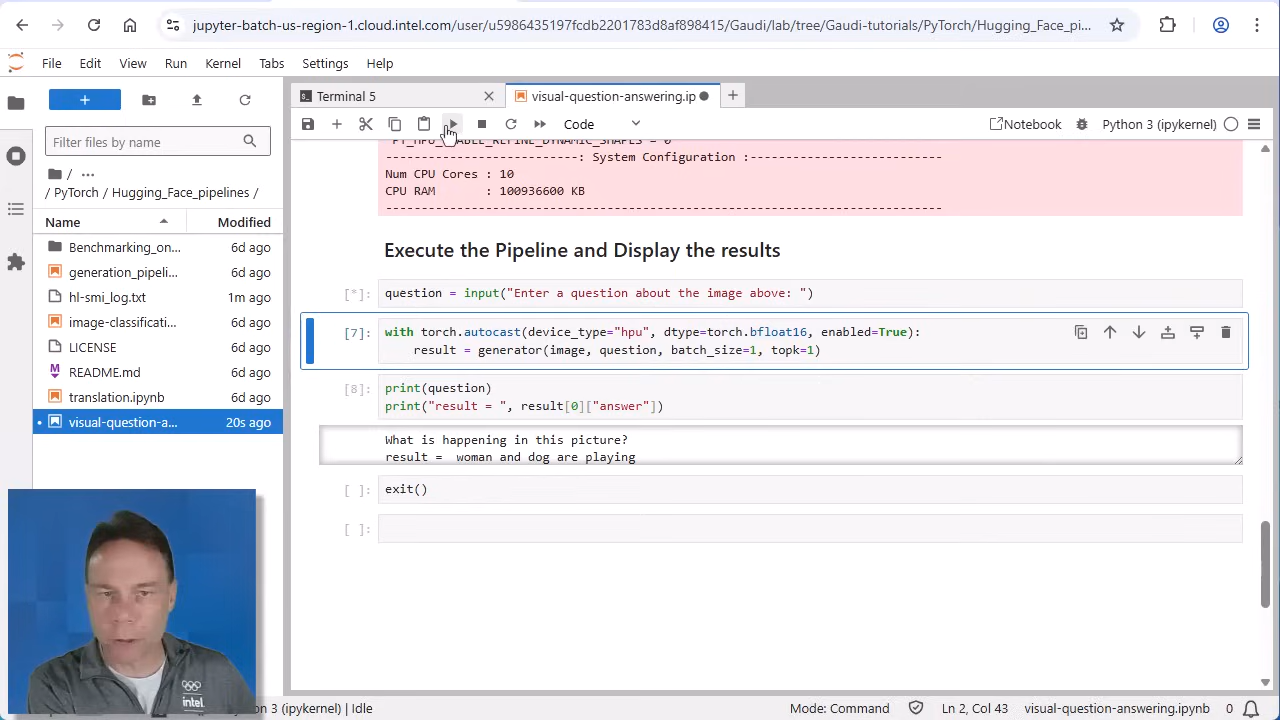 jupyter-batch-us-region-1.cloud.intel.com/user/u5986435197fcdb2201783d8af898415/Gaudi/lab/tree/Gaudi-tutorials/PyTorch/Hugging_Face_pi...
File Edit View Run Kernel Tabs Settings Help
Terminal 5
visual-question-answering.ip
Code
Notebook
Python 3 (ipykernel)
Filter files by name
/ ...
/ PyTorch / Hugging_Face_pipelines /
Name Modified
Benchmarking_on... 6d ago
generation_pipeli... 6d ago
hl-smi_log.txt 1m ago
image-classificati... 6d ago
LICENSE 6d ago
README.md 6d ago
translation.ipynb 6d ago
visual-question-a... 20s ago
---------------------------: System Configuration :---------------------------
Num CPU Cores : 10
CPU RAM       : 100936600 KB
------------------------------------------------------------------------------
Execute the Pipeline and Display the results
[*]: question = input("Enter a question about the image above: ")
[7]: with torch.autocast(device_type="hpu", dtype=torch.bfloat16, enabled=True):
    result = generator(image, question, batch_size=1, topk=1)
[8]: print(question)
print("result = ", result[0]["answer"])
What is happening in this picture?
result =  woman and dog are playing
[ ]: exit()
[ ]:
intel
(ipykernel) | Idle
Mode: Command
Ln 2, Col 43
visual-question-answering.ipynb
0